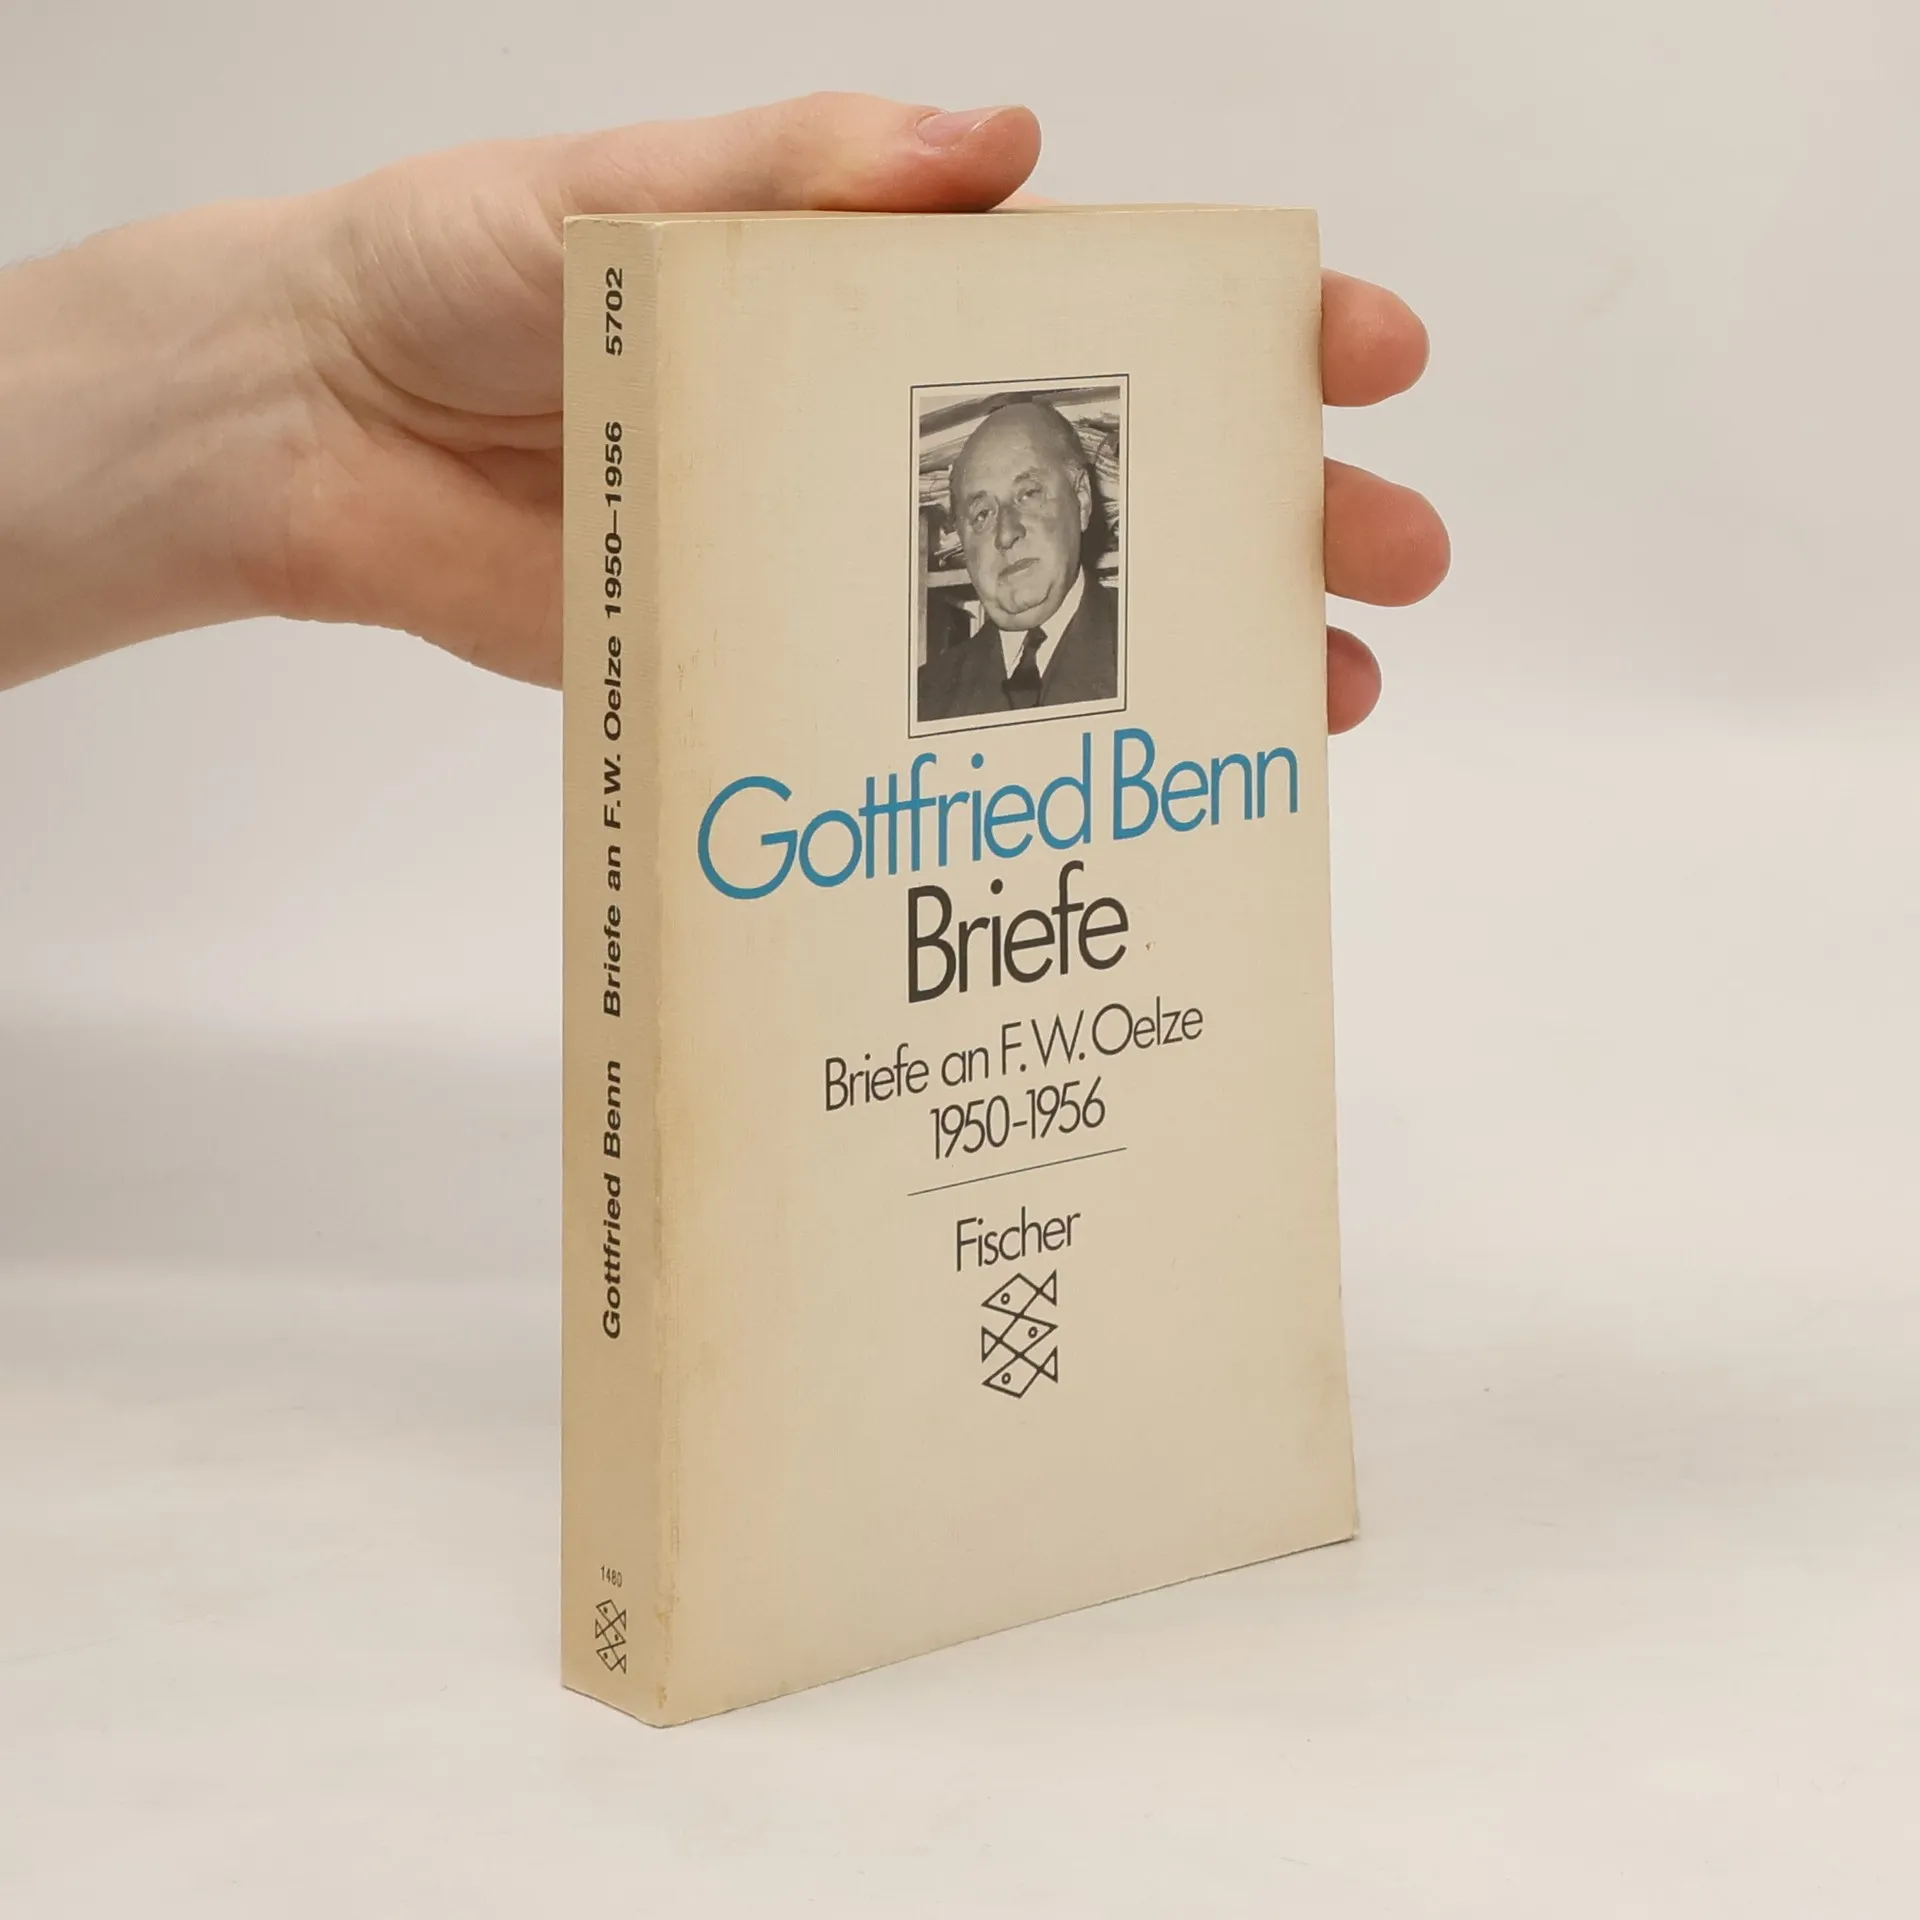 Gottfried Benn Briefe an F.W. Oelze 1950–1956 5702
1480
Gottfried Benn
Briefe
Briefe an F. W. Oelze
1950-1956
Fischer